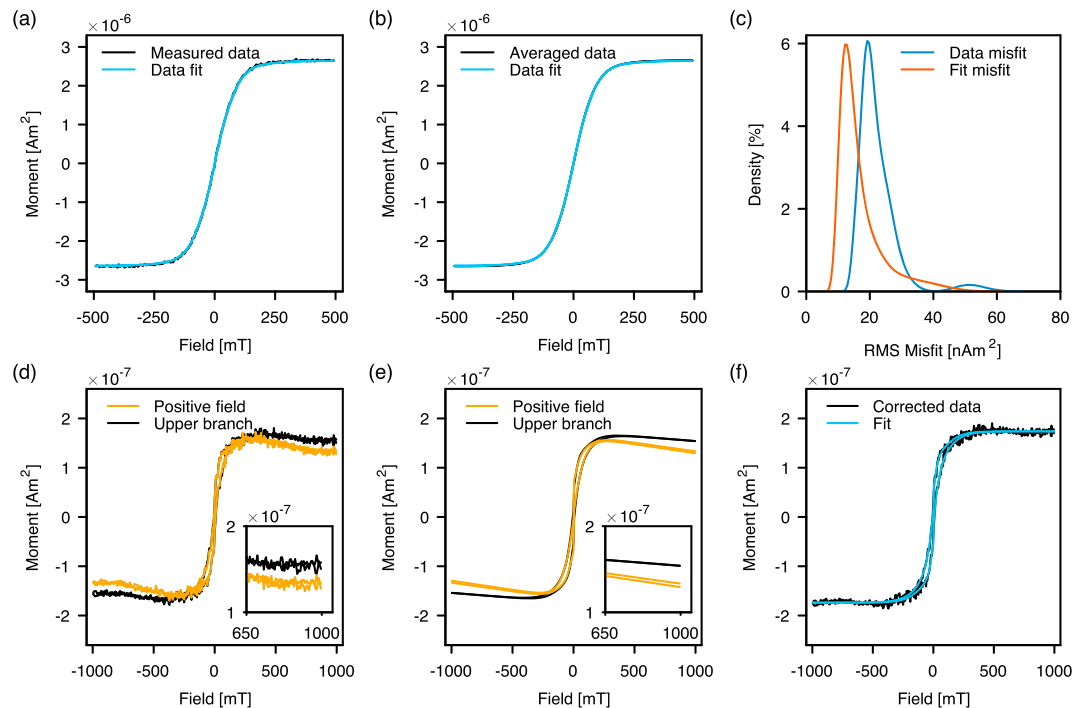 (a)
× 10⁻⁶
Measured data
Data fit
3
2
1
0
-1
-2
-3
-500
-250
0
250
500
Moment [Am²]
Field [mT]
(b)
× 10⁻⁶
Averaged data
Data fit
3
2
1
0
-1
-2
-3
-500
-250
0
250
500
Moment [Am²]
Field [mT]
(c)
Data misfit
Fit misfit
6
4
2
0
0
20
40
60
80
Density [%]
RMS Misfit [nAm²]
(d)
× 10⁻⁷
Positive field
Upper branch
2
1
0
-1
-2
-1000
-500
0
500
1000
Moment [Am²]
Field [mT]
× 10⁻⁷
2
1
650
1000
(e)
× 10⁻⁷
Positive field
Upper branch
2
1
0
-1
-2
-1000
-500
0
500
1000
Moment [Am²]
Field [mT]
× 10⁻⁷
2
1
650
1000
(f)
× 10⁻⁷
Corrected data
Fit
2
1
0
-1
-2
-1000
-500
0
500
1000
Moment [Am²]
Field [mT]